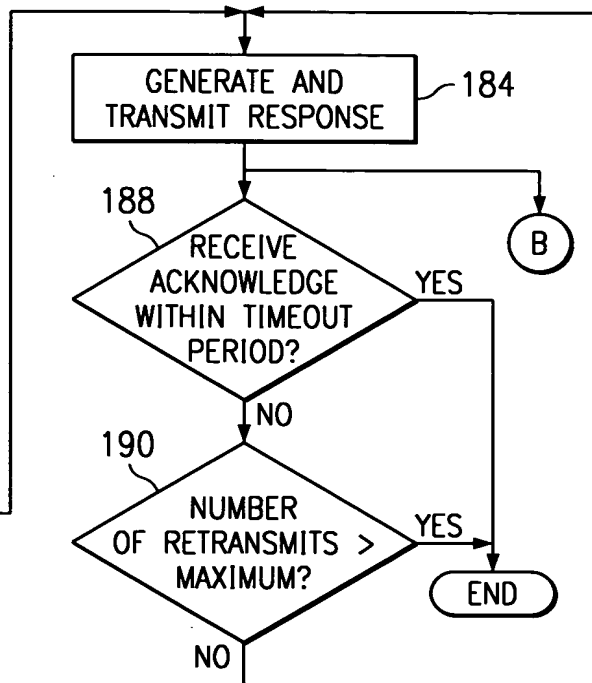 GENERATE AND
TRANSMIT RESPONSE
184
188
B
RECEIVE
ACKNOWLEDGE
WITHIN TIMEOUT
PERIOD?
YES
NO
190
NUMBER
OF RETRANSMITS >
MAXIMUM?
YES
END
NO